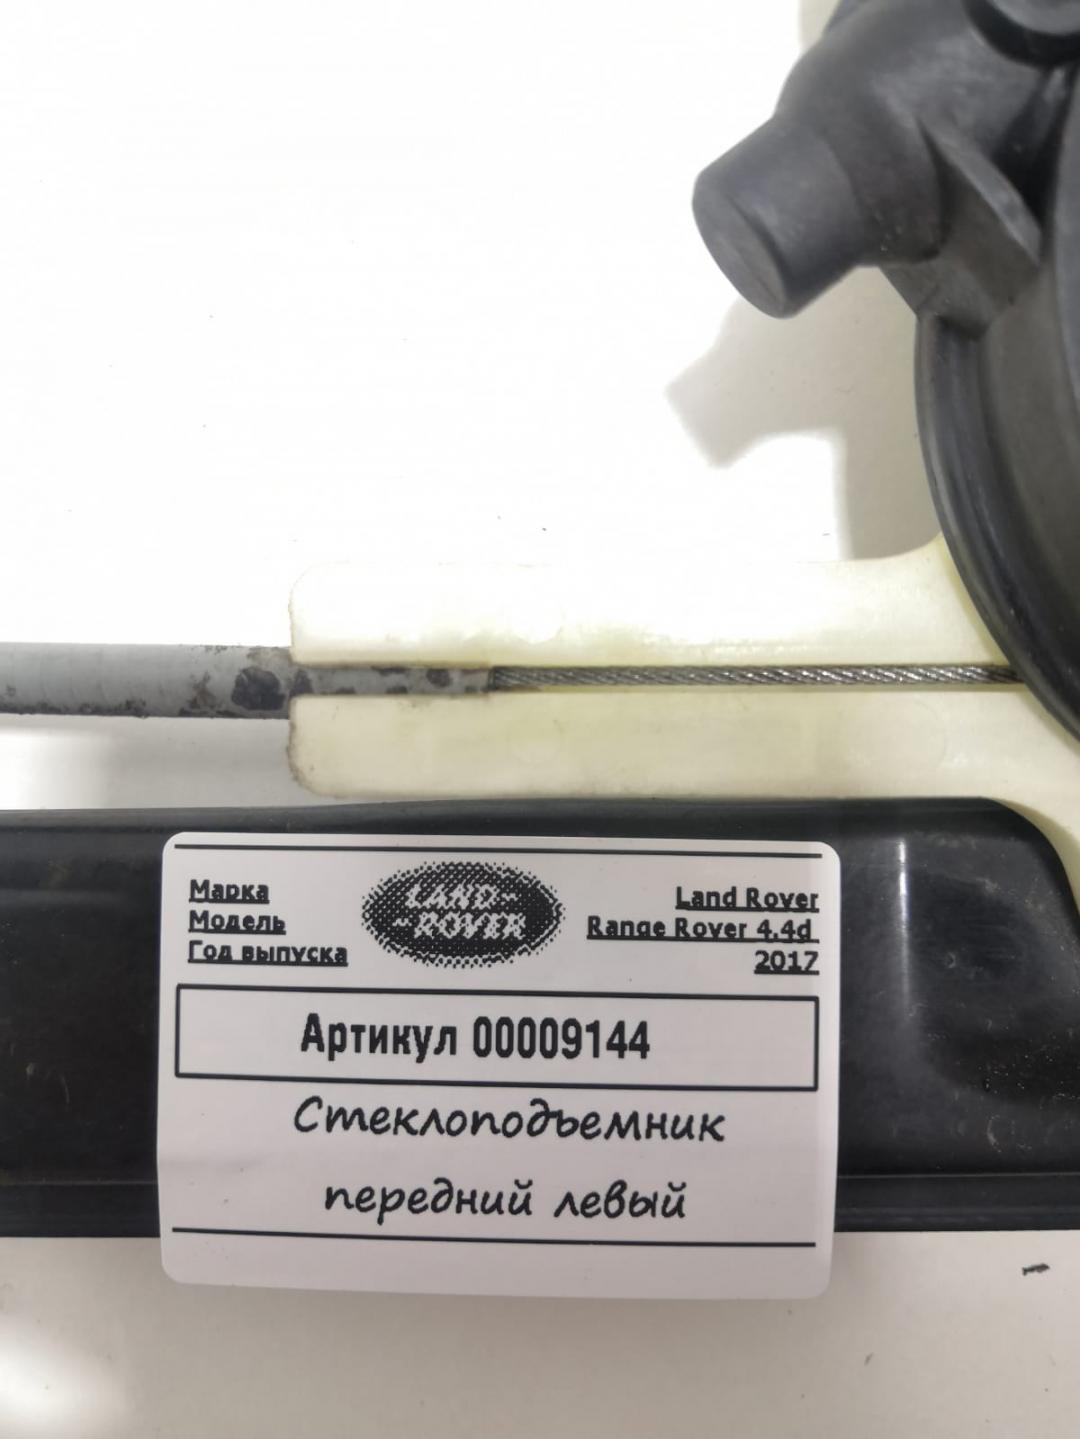 Марка
LAND-
-ROVER
Land Rover
Модель
Range Rover 4.4d
Год выпуска
2017
Артикул 00009144
Стеклоподъемник
передний левый